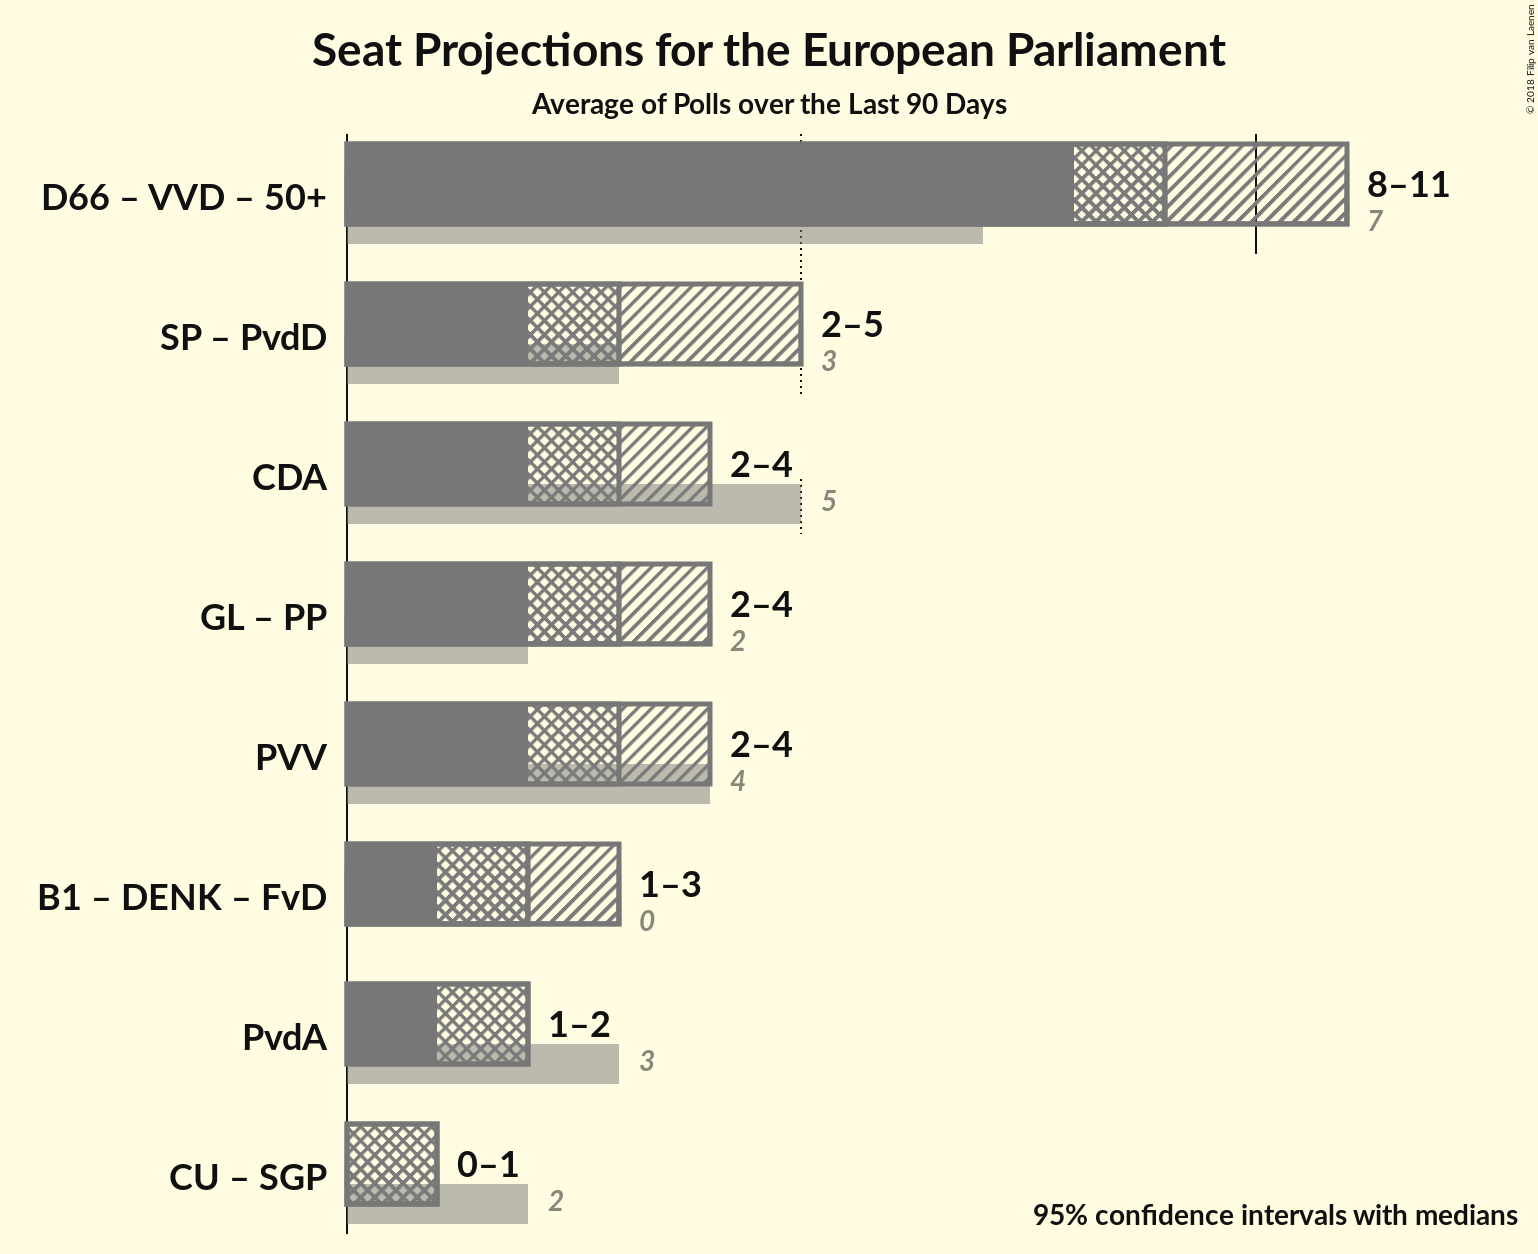 Seat Projections for the European Parliament
Average of Polls over the Last 90 Days
© 2018 Filip van Laenen
D66 – VVD – 50+
8–11
7
SP – PvdD
2–5
3
CDA
2–4
5
GL – PP
2–4
2
PVV
2–4
4
B1 – DENK – FvD
1–3
0
PvdA
1–2
3
CU – SGP
0–1
2
95% confidence intervals with medians